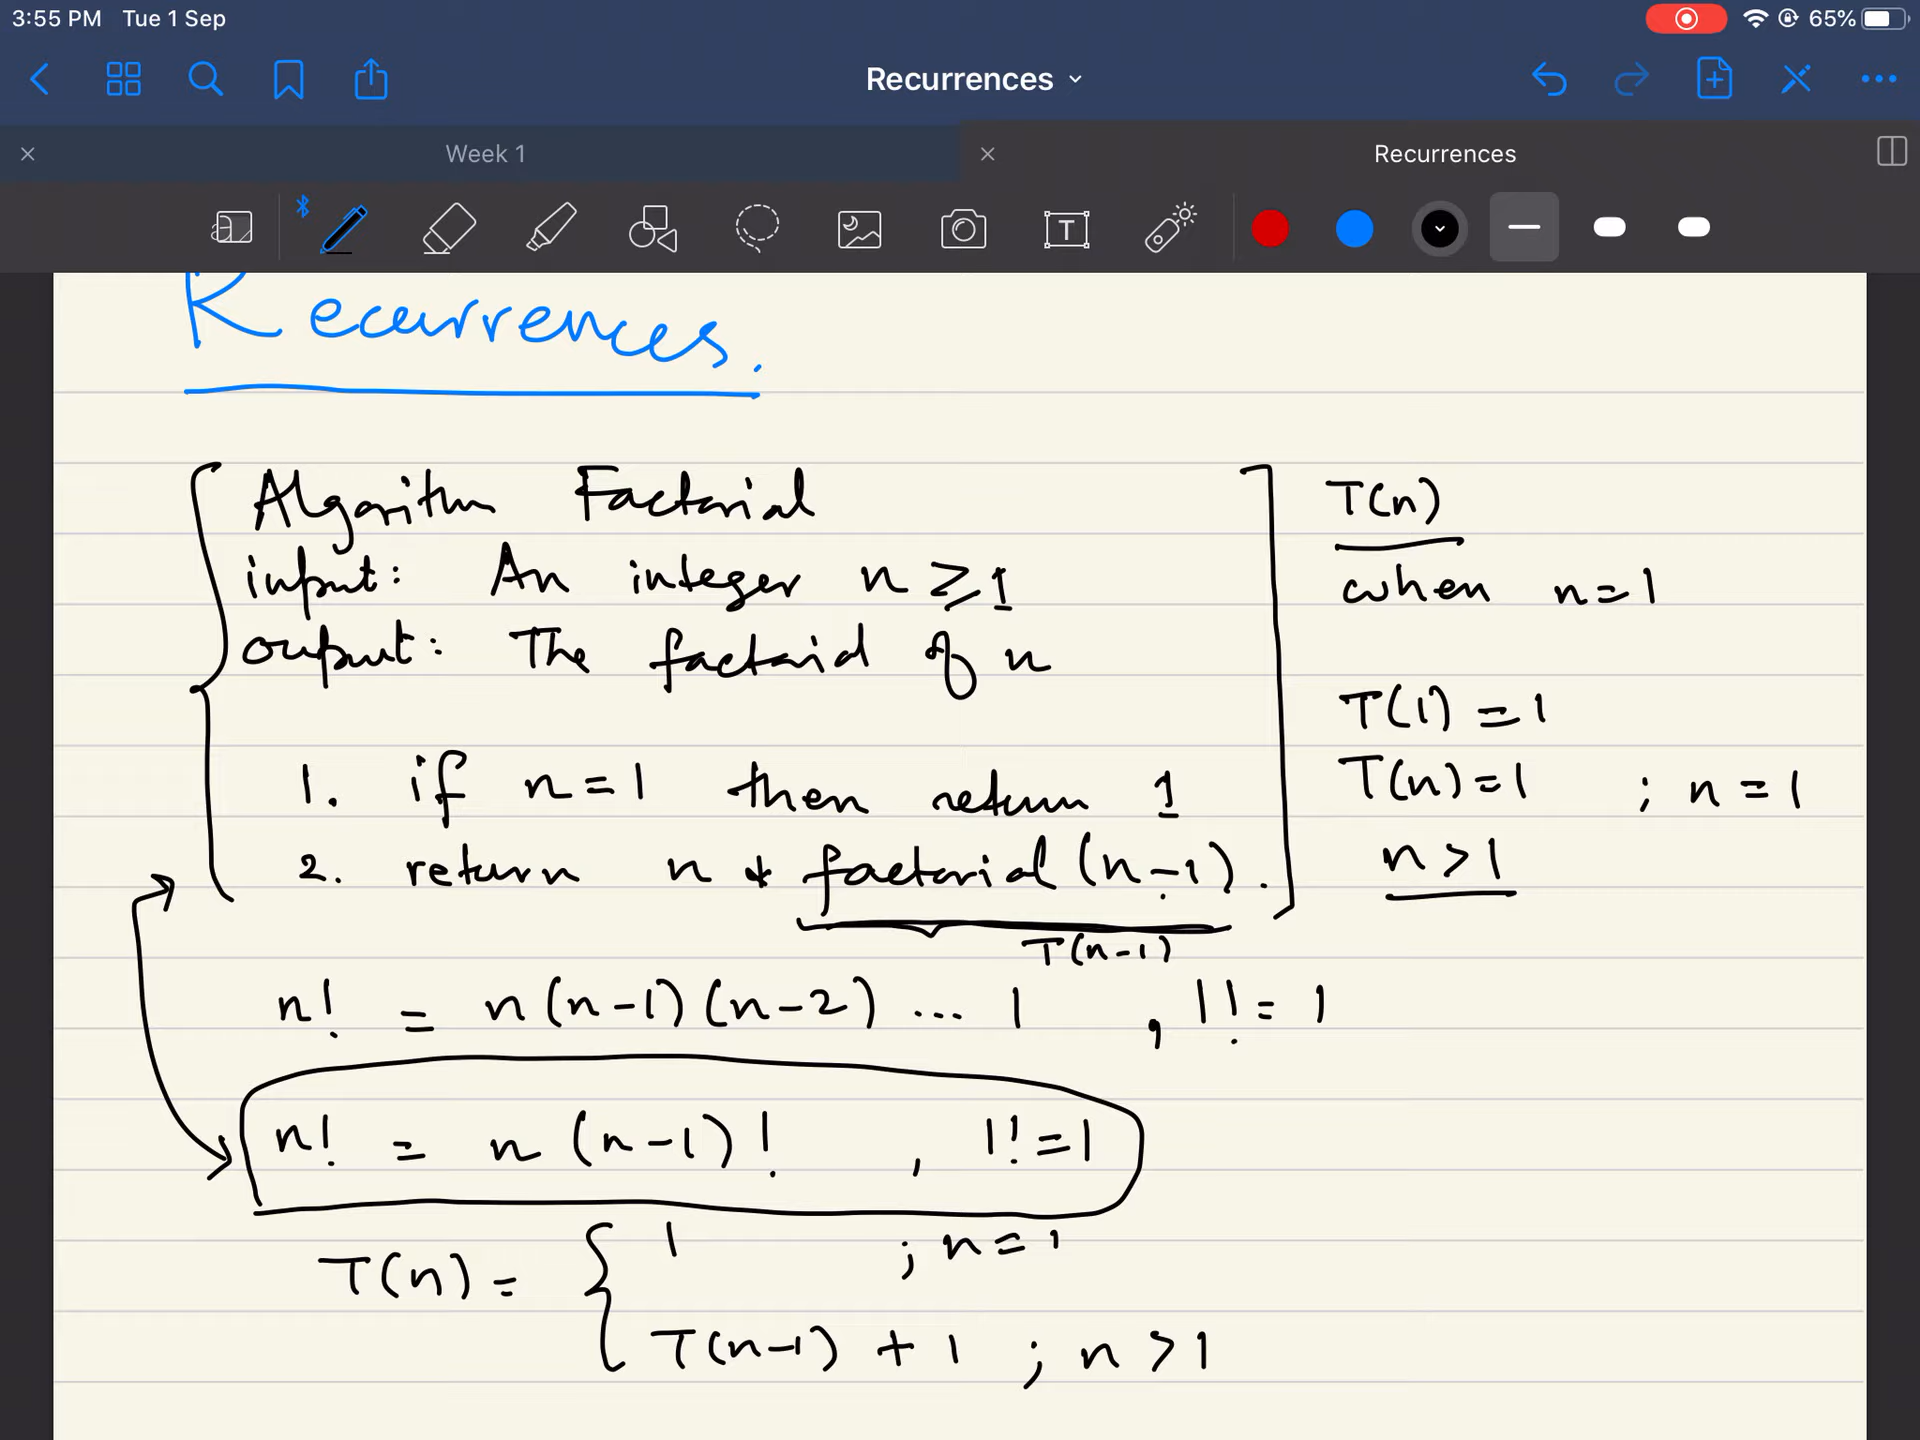 3:55 PM Tue 1 Sep 65%
Recurrences
Week 1 Recurrences
T
Recurrences.
Algorithm Factorial
input: An integer n ≥ 1
output: The factorial of n
1. if n = 1 then return 1
2. return n * factorial (n-1).
T(n-1)
T(n)
when n=1
T(1) = 1
T(n) = 1 ; n = 1
n > 1
n! = n(n-1)(n-2) ... 1 , 1! = 1
n! = n (n-1)! , 1! = 1
T(n) = { 1 ; n = 1
T(n-1) + 1 ; n > 1